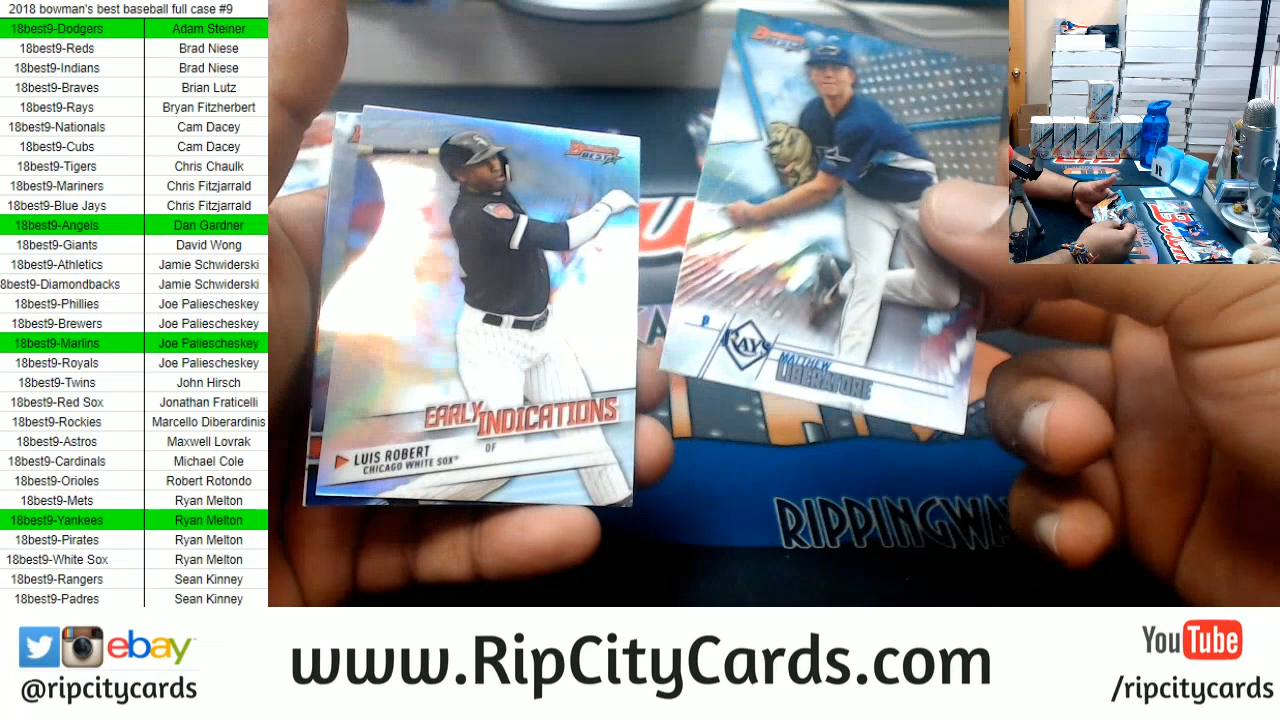 2018 bowman's best baseball full case #9
18best9-Dodgers Adam Steiner
18best9-Reds Brad Niese
18best9-Indians Brad Niese
18best9-Braves Brian Lutz
18best9-Rays Bryan Fitzherbert
18best9-Nationals Cam Dacey
18best9-Cubs Cam Dacey
18best9-Tigers Chris Chaulk
18best9-Mariners Chris Fitzjarrald
18best9-Blue Jays Chris Fitzjarrald
18best9-Angels Dan Gardner
18best9-Giants David Wong
18best9-Athletics Jamie Schwiderski
8best9-Diamondbacks Jamie Schwiderski
18best9-Phillies Joe Paliescheskey
18best9-Brewers Joe Paliescheskey
18best9-Marlins Joe Paliescheskey
18best9-Royals Joe Paliescheskey
18best9-Twins John Hirsch
18best9-Red Sox Jonathan Fraticelli
18best9-Rockies Marcello Diberardinis
18best9-Astros Maxwell Lovrak
18best9-Cardinals Michael Cole
18best9-Orioles Robert Rotondo
18best9-Mets Ryan Melton
18best9-Yankees Ryan Melton
18best9-Pirates Ryan Melton
18best9-White Sox Ryan Melton
18best9-Rangers Sean Kinney
18best9-Padres Sean Kinney
Bowman's
BEST
EARLY INDICATIONS
LUIS ROBERT OF
CHICAGO WHITE SOX
Bowman's
BEST
P RAYS MATTHEW
LIBERATORE
RIPPINGWA
ebay
@ripcitycards
www.RipCityCards.com
YouTube
/ripcitycards